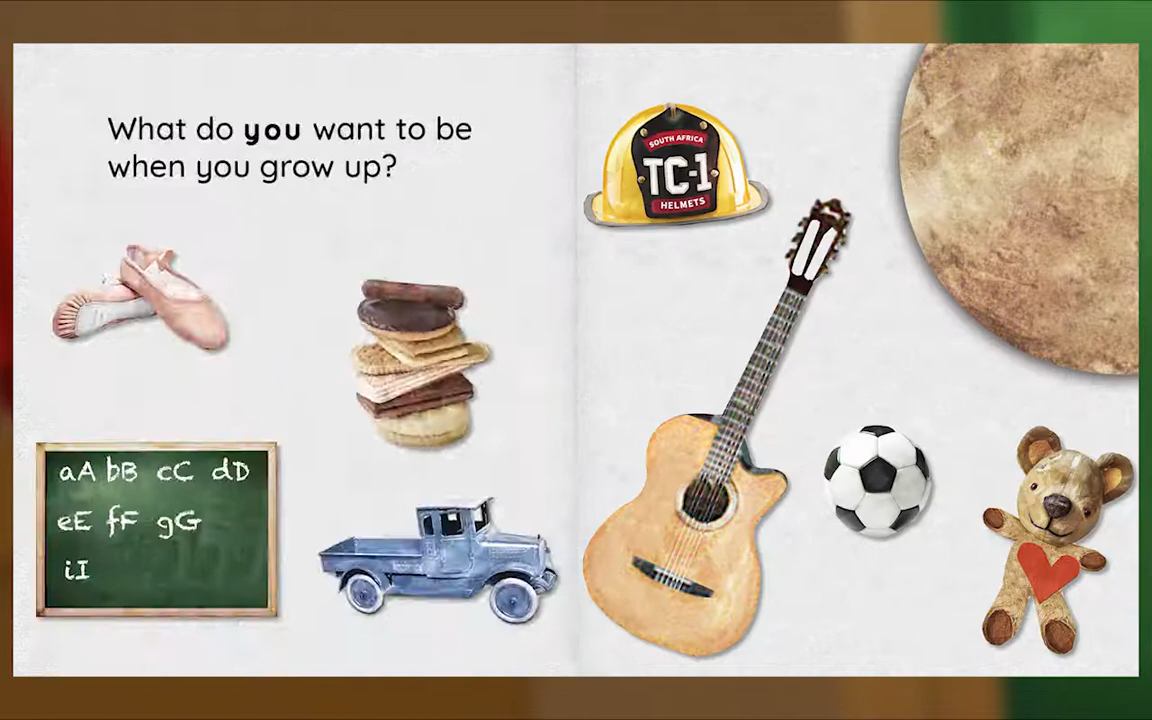 What do you want to be
when you grow up?
SOUTH AFRICA
TC-1
HELMETS
aA bB cC dD
eE fF gG
iI